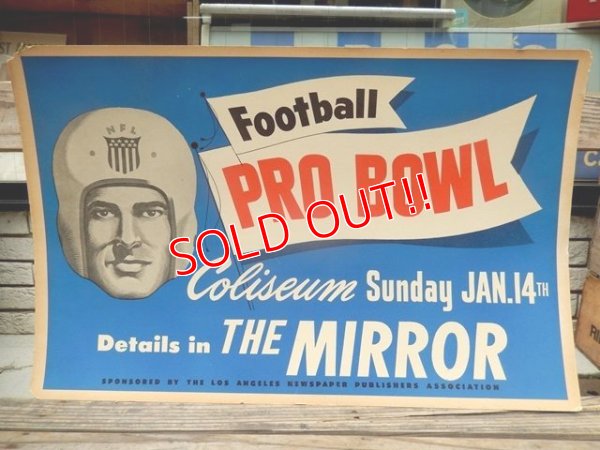 Football
NFL
PRO BOWL
SOLD OUT!!
Coliseum Sunday JAN.14TH
Details in THE MIRROR
SPONSORED BY THE LOS ANGELES NEWSPAPER PUBLISHERS ASSOCIATION